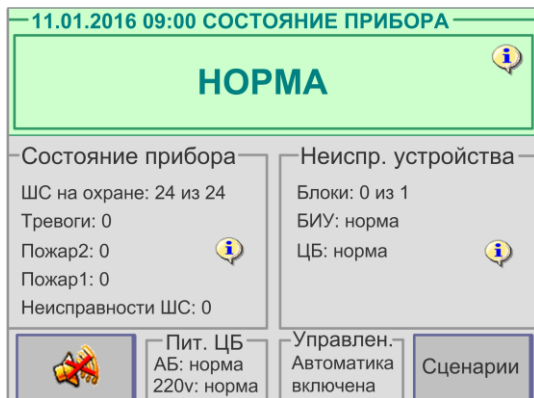 11.01.2016 09:00 СОСТОЯНИЕ ПРИБОРА
НОРМА
Состояние прибора
ШС на охране: 24 из 24
Тревоги: 0
Пожар2: 0
Пожар1: 0
Неисправности ШС: 0
Неиспр. устройства
Блоки: 0 из 1
БИУ: норма
ЦБ: норма
Пит. ЦБ
АБ: норма
220v: норма
Управлен.
Автоматика
включена
Сценарии